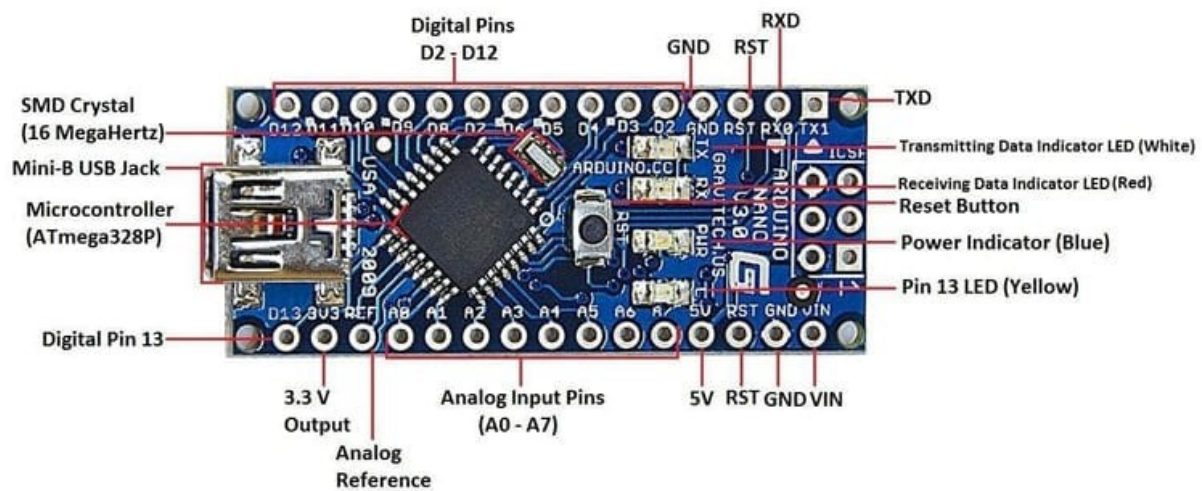 Digital Pins
D2 - D12
GND
RST
RXD
SMD Crystal
(16 MegaHertz)
TXD
D12 D11 D10 D9 D8 D7 D6 D5 D4 D3 D2 GND RST RX0 TX1
Mini-B USB Jack
Transmitting Data Indicator LED (White)
Receiving Data Indicator LED (Red)
Reset Button
Microcontroller
(ATmega328P)
Power Indicator (Blue)
Pin 13 LED (Yellow)
USA
2009
ARDUINO.CC
TX
RX
RST
PWR
L
GRAVITECH.US
ARDUINO
NANO
V3.0
ICSP
1
G
D13 3V3 REF A0 A1 A2 A3 A4 A5 A6 A7 5V RST GND VIN
Digital Pin 13
3.3 V
Output
Analog
Reference
Analog Input Pins
(A0 - A7)
5V
RST
GND
VIN